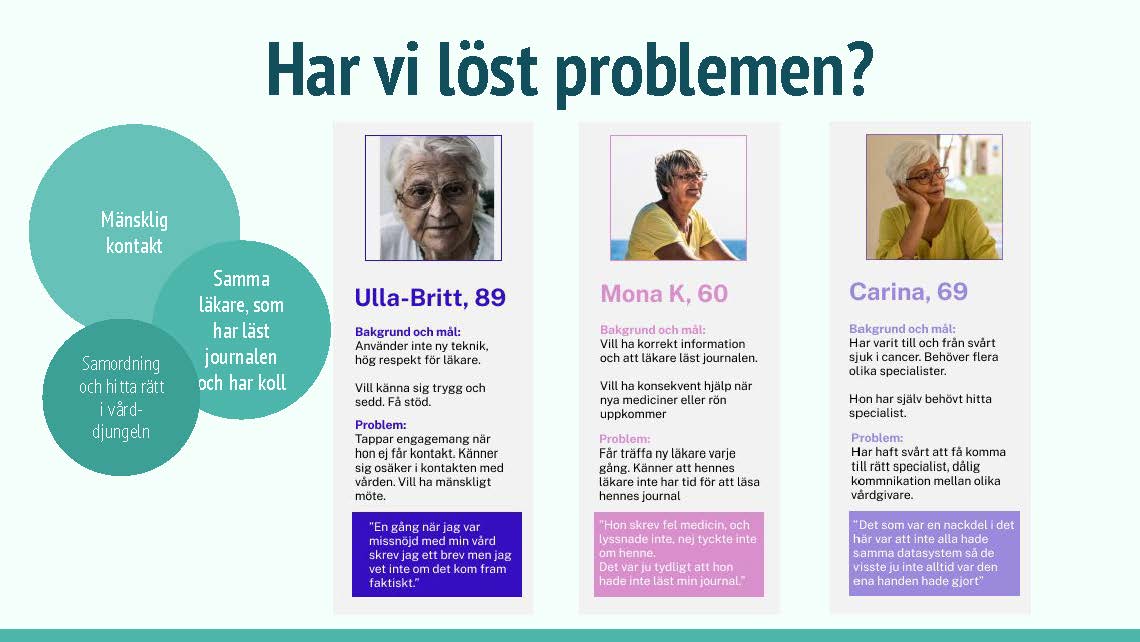 Har vi löst problemen?
Mänsklig
kontakt
Samma
läkare, som
har läst
journalen
och har koll
Samordning
och hitta rätt
i vård-
djungeln
Ulla-Britt, 89
Bakgrund och mål:
Använder inte ny teknik,
hög respekt för läkare.
Vill känna sig trygg och
sedd. Få stöd.
Problem:
Tappar engagemang när
hon ej får kontakt. Känner
sig osäker i kontakten med
vården. Vill ha mänskligt
möte.
"En gång när jag var
missnöjd med min vård
skrev jag ett brev men jag
vet inte om det kom fram
faktiskt."
Mona K, 60
Bakgrund och mål:
Vill ha korrekt information
och att läkare läst journalen.
Vill ha konsekvent hjälp när
nya mediciner eller rön
uppkommer
Problem:
Får träffa ny läkare varje
gång. Känner att hennes
läkare inte har tid för att läsa
hennes journal
"Hon skrev fel medicin, och
lyssnade inte, nej tyckte inte
om henne.
Det var ju tydligt att hon
hade inte läst min journal."
Carina, 69
Bakgrund och mål:
Har varit till och från svårt
sjuk i cancer. Behöver flera
olika specialister.
Hon har själv behövt hitta
specialist.
Problem:
Har haft svårt att få komma
till rätt specialist, dålig
kommnikation mellan olika
vårdgivare.
"Det som var en nackdel i det
här var att inte alla hade
samma datasystem så de
visste ju inte alltid var den
ena handen hade gjort"